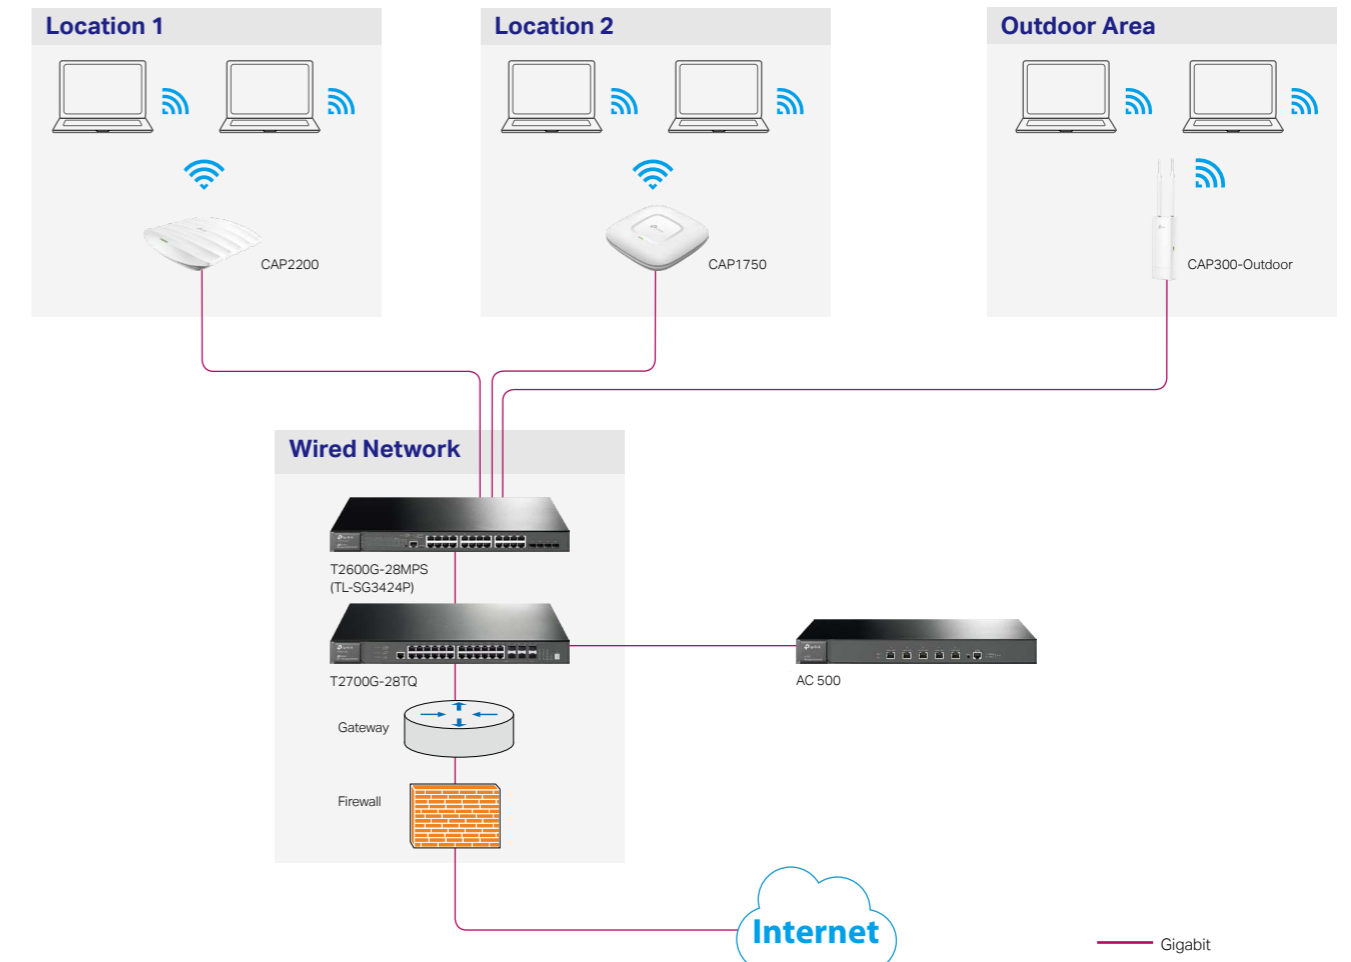 Location 1
Location 2
Outdoor Area
CAP2200
CAP1750
CAP300-Outdoor
Wired Network
T2600G-28MPS
(TL-SG3424P)
T2700G-28TQ
AC 500
Gateway
Firewall
Internet
Gigabit